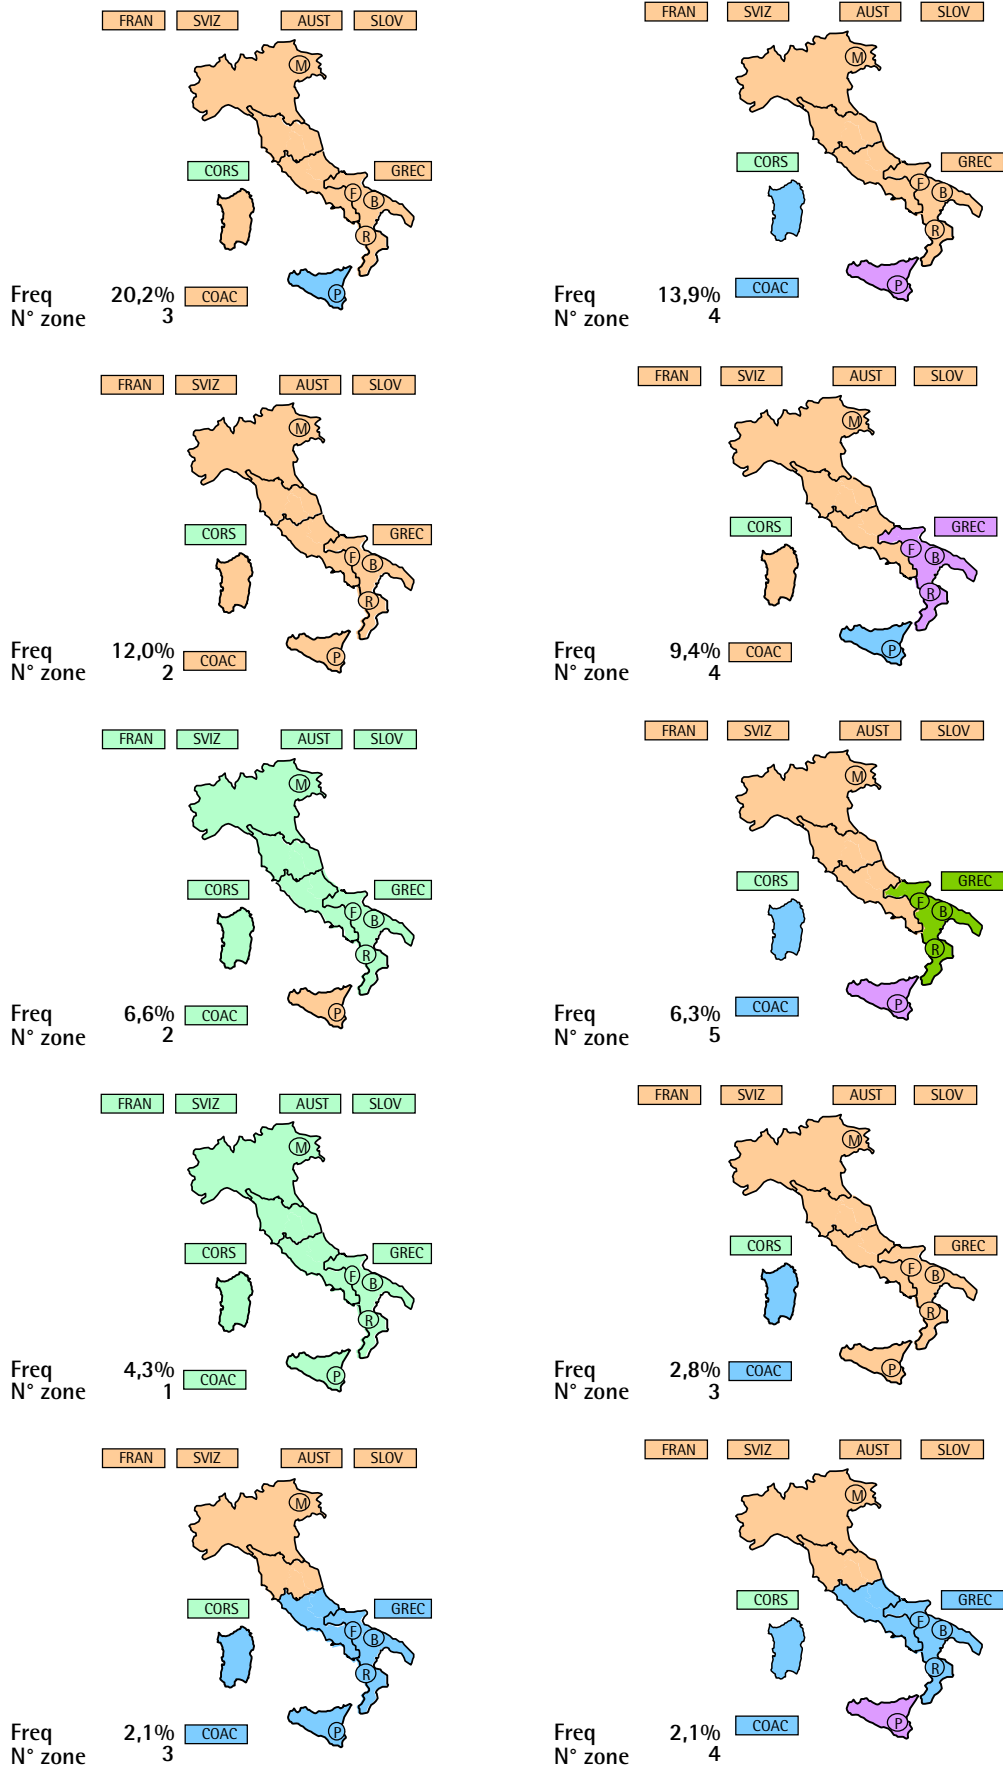 FRAN SVIZ AUST SLOV
M
CORS GREC
F B
R
P
Freq 20,2% COAC
N° zone 3
FRAN SVIZ AUST SLOV
M
CORS GREC
F B
R
P
Freq 13,9% COAC
N° zone 4
FRAN SVIZ AUST SLOV
M
CORS GREC
F B
R
P
Freq 12,0% COAC
N° zone 2
FRAN SVIZ AUST SLOV
M
CORS GREC
F B
R
P
Freq 9,4% COAC
N° zone 4
FRAN SVIZ AUST SLOV
M
CORS GREC
F B
R
P
Freq 6,6% COAC
N° zone 2
FRAN SVIZ AUST SLOV
M
CORS GREC
F B
R
P
Freq 6,3% COAC
N° zone 5
FRAN SVIZ AUST SLOV
M
CORS GREC
F B
R
P
Freq 4,3% COAC
N° zone 1
FRAN SVIZ AUST SLOV
M
CORS GREC
F B
R
P
Freq 2,8% COAC
N° zone 3
FRAN SVIZ AUST SLOV
M
CORS GREC
F B
R
P
Freq 2,1% COAC
N° zone 3
FRAN SVIZ AUST SLOV
M
CORS GREC
F B
R
P
Freq 2,1% COAC
N° zone 4